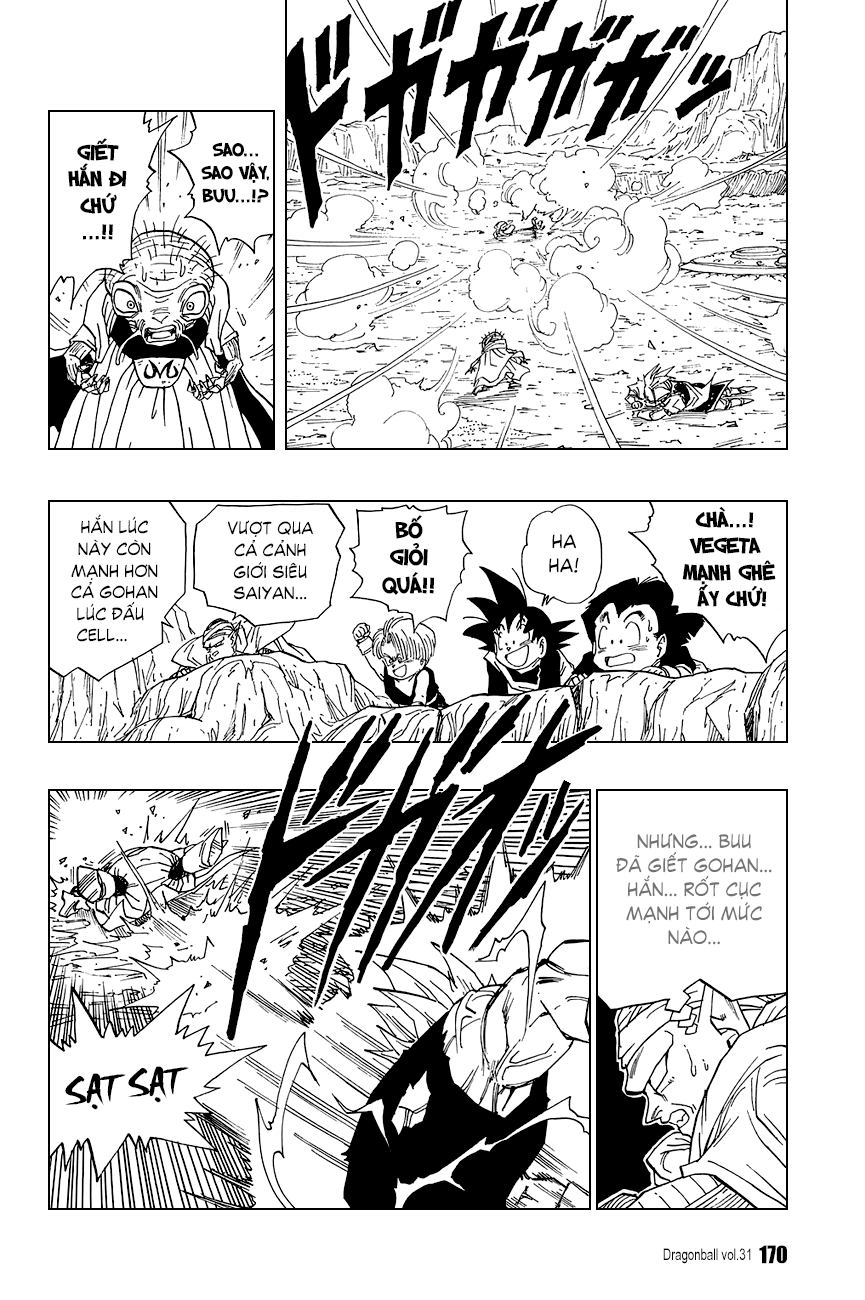 ドガガガガッ
SAO...
SAO VẬY,
BUU...!?
GIẾT
HẮN ĐI
CHỨ
...!!
CHÀ...!
VEGETA
MẠNH GHÊ
ẤY CHỨ!
HA
HA!
BỐ
GIỎI
QUÁ!!
VƯỢT QUA
CẢ CẢNH
GIỚI SIÊU
SAIYAN...
HẮN LÚC
NÀY CÒN
MẠNH HƠN
CẢ GOHAN
LÚC ĐẤU
CELL...
NHƯNG... BUU
ĐÃ GIẾT GOHAN...
HẮN... RỐT CỤC
MẠNH TỚI MỨC
NÀO...
ドガガッ
SẠT SẠT
Dragonball vol.31 170